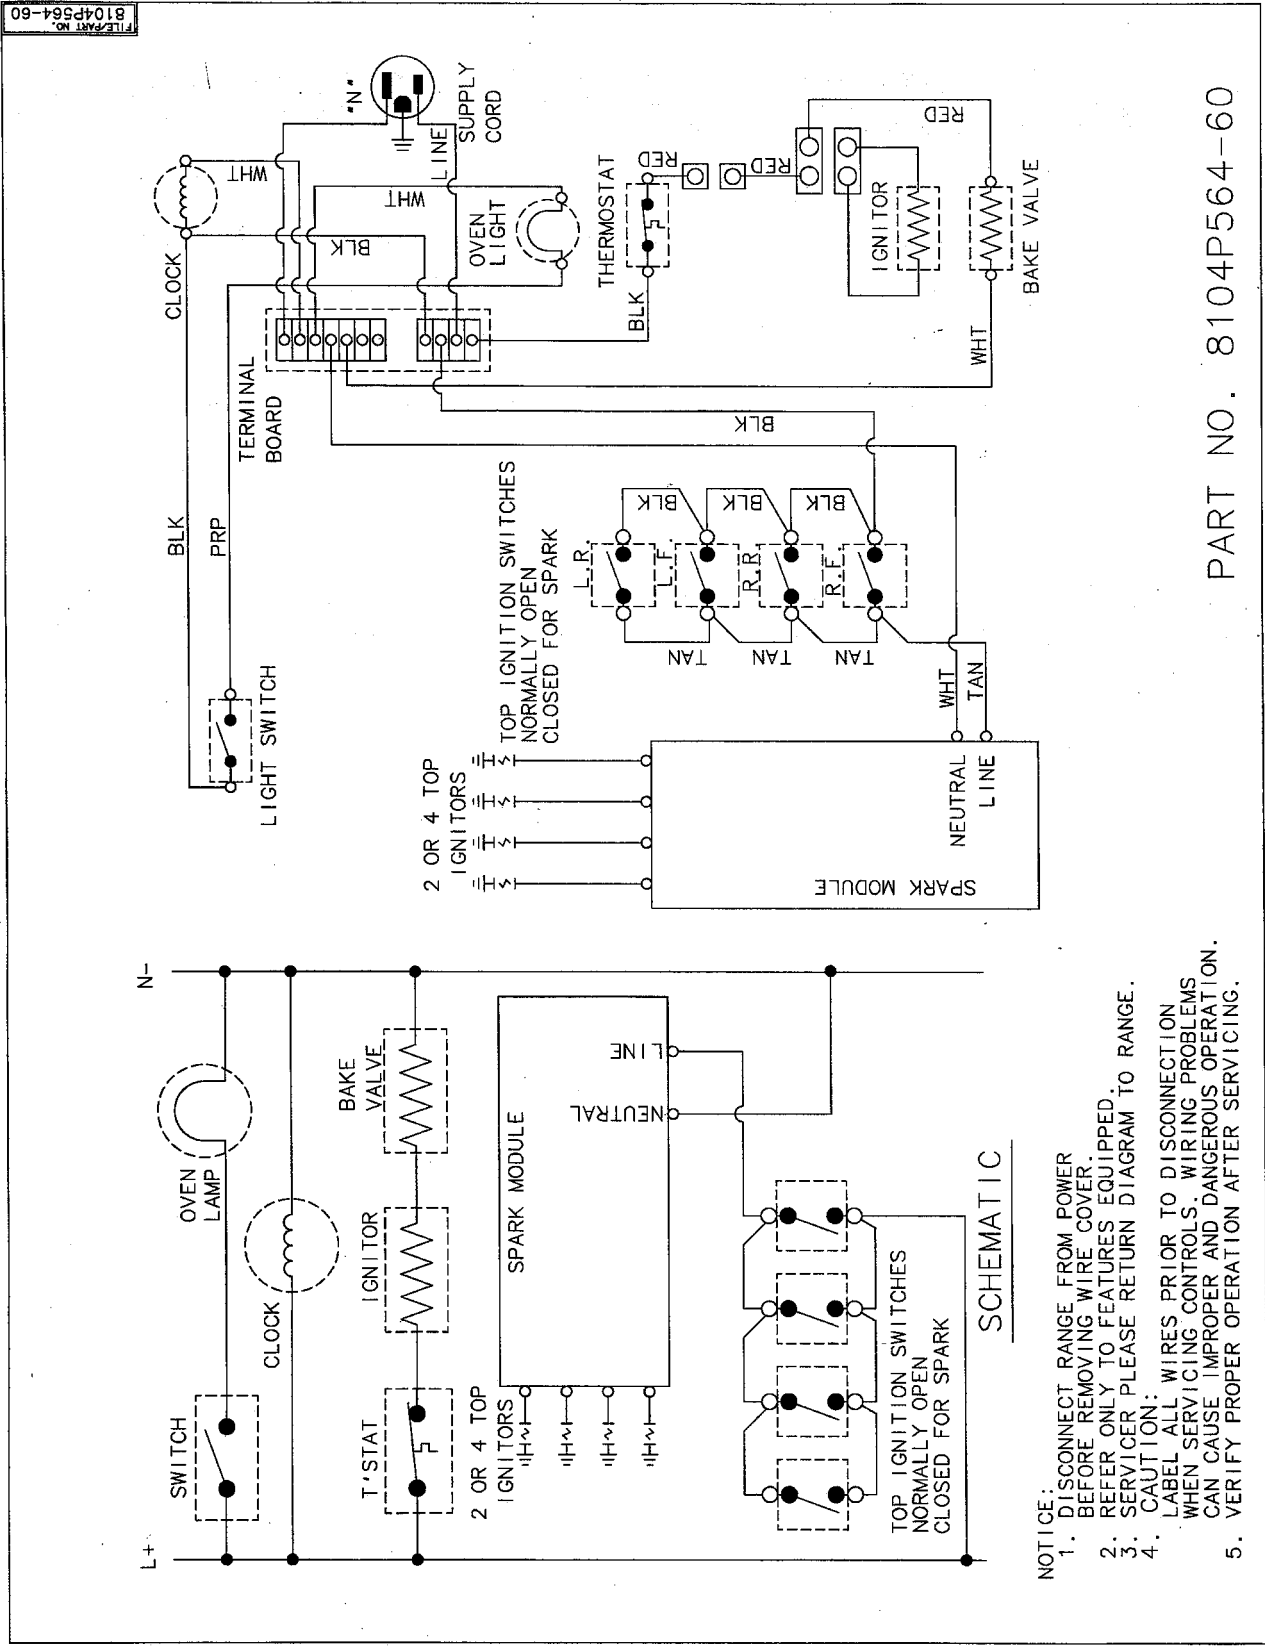 FILE/PART NO.
8104P564-60
CLOCK
WHT
"N"
SUPPLY
CORD
LINE
WHT
BLK
OVEN
LIGHT
THERMOSTAT
RED
RED
RED
BLK
IGNITOR
BAKE VALVE
WHT
TERMINAL
BOARD
BLK
PRP
BLK
LIGHT SWITCH
TOP IGNITION SWITCHES
NORMALLY OPEN
CLOSED FOR SPARK
L.R.
L.F.
R.R.
R.F.
BLK
BLK
BLK
TAN
TAN
TAN
WHT
TAN
2 OR 4 TOP
IGNITORS
NEUTRAL
LINE
SPARK MODULE
PART NO. 8104P564-60
N-
L+
OVEN
LAMP
SWITCH
CLOCK
BAKE
VALVE
IGNITOR
T'STAT
2 OR 4 TOP
IGNITORS
SPARK MODULE
LINE
NEUTRAL
TOP IGNITION SWITCHES
NORMALLY OPEN
CLOSED FOR SPARK
SCHEMATIC
NOTICE:
1. DISCONNECT RANGE FROM POWER
BEFORE REMOVING WIRE COVER.
2. REFER ONLY TO FEATURES EQUIPPED.
3. SERVICER PLEASE RETURN DIAGRAM TO RANGE.
4. CAUTION:
LABEL ALL WIRES PRIOR TO DISCONNECTION
WHEN SERVICING CONTROLS. WIRING PROBLEMS
CAN CAUSE IMPROPER AND DANGEROUS OPERATION.
5. VERIFY PROPER OPERATION AFTER SERVICING.